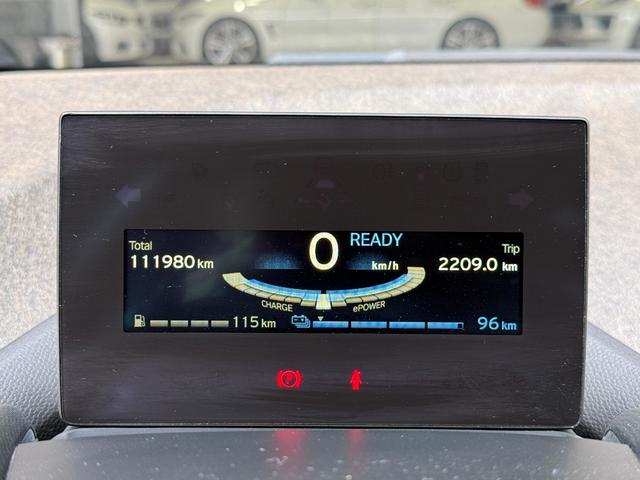 READY
Total
0
Trip
111980 km
km/h
2209.0 km
CHARGE
ePOWER
115 km
96 km
P